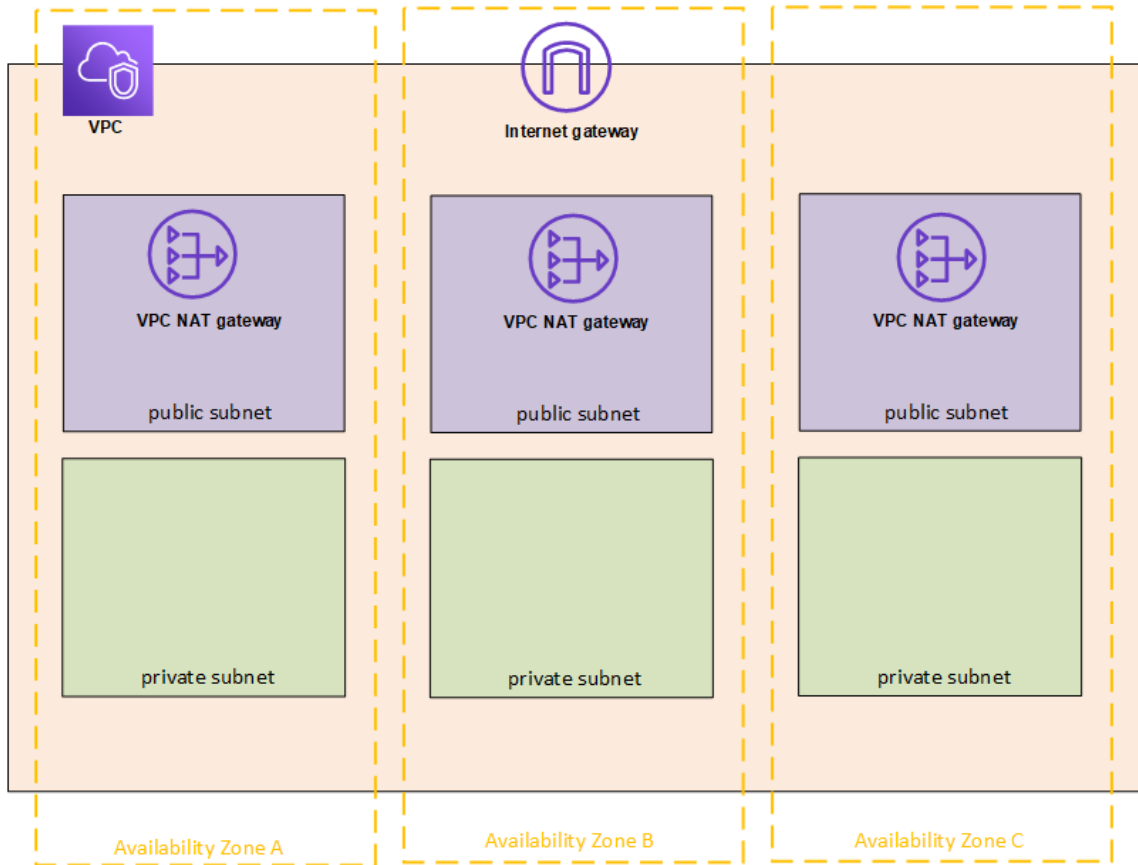 VPC
Internet gateway
VPC NAT gateway
VPC NAT gateway
VPC NAT gateway
public subnet
public subnet
public subnet
private subnet
private subnet
private subnet
Availability Zone A
Availability Zone B
Availability Zone C